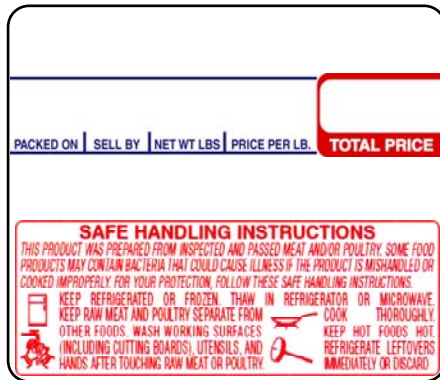 PACKED ON SELL BY NET WT LBS PRICE PER LB. TOTAL PRICE
SAFE HANDLING INSTRUCTIONS
THIS PRODUCT WAS PREPARED FROM INSPECTED AND PASSED MEAT AND/OR POULTRY. SOME FOOD
PRODUCTS MAY CONTAIN BACTERIA THAT COULD CAUSE ILLNESS IF THE PRODUCT IS MISHANDLED OR
COOKED IMPROPERLY. FOR YOUR PROTECTION, FOLLOW THESE SAFE HANDLING INSTRUCTIONS.
KEEP REFRIGERATED OR FROZEN. THAW IN REFRIGERATOR OR MICROWAVE.
KEEP RAW MEAT AND POULTRY SEPARATE FROM
OTHER FOODS. WASH WORKING SURFACES
(INCLUDING CUTTING BOARDS), UTENSILS, AND
HANDS AFTER TOUCHING RAW MEAT OR POULTRY.
COOK THOROUGHLY.
KEEP HOT FOODS HOT.
REFRIGERATE LEFTOVERS
IMMEDIATELY OR DISCARD